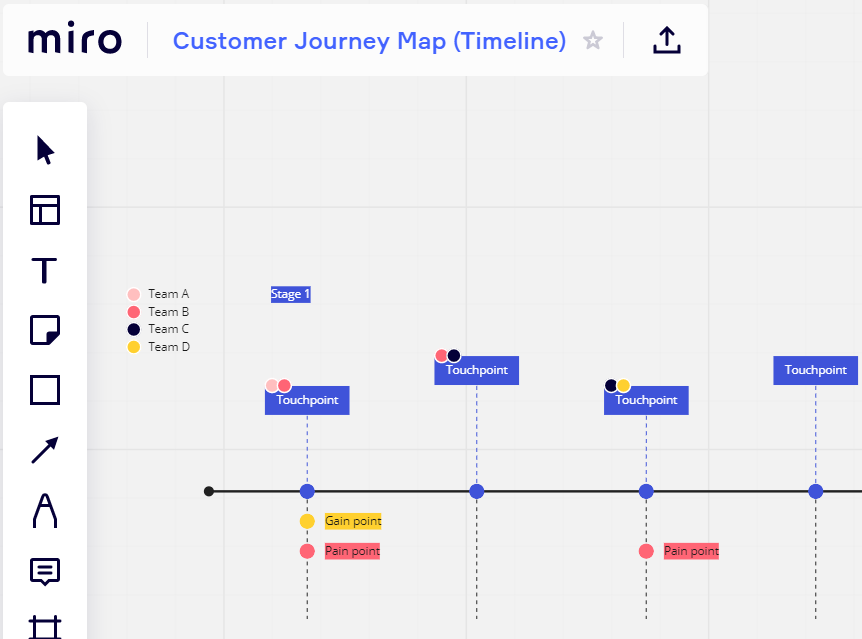 miro
Customer Journey Map (Timeline)
T
Team A
Team B
Team C
Team D
Stage 1
Touchpoint
Touchpoint
Touchpoint
Touchpoint
Gain point
Pain point
Pain point